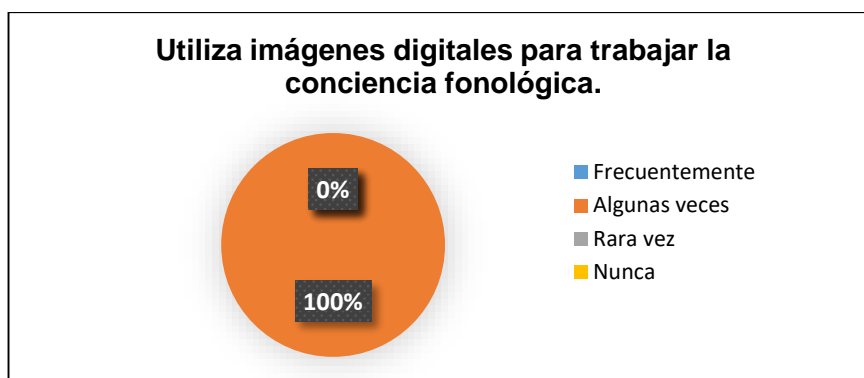 Utiliza imágenes digitales para trabajar la
conciencia fonológica.
0%
100%
Frecuentemente
Algunas veces
Rara vez
Nunca